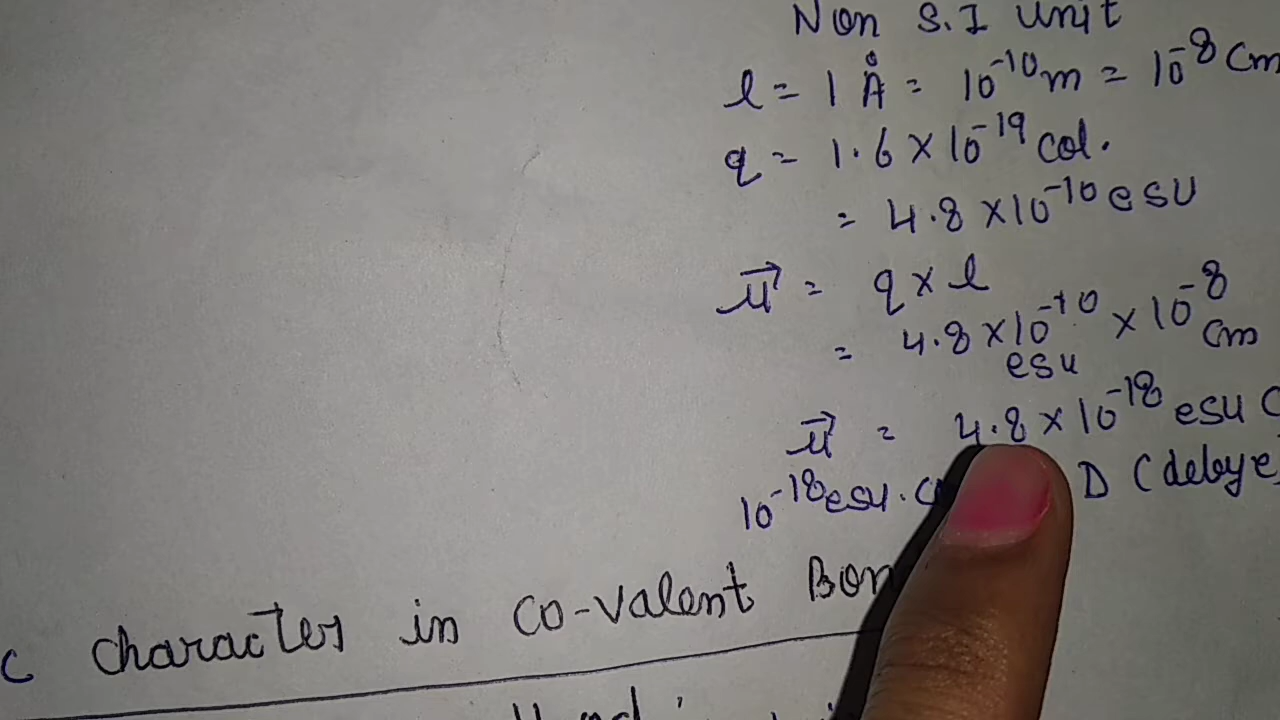 Non S.I unit
l = 1 Å = 10⁻¹⁰m = 10⁻⁸ Cm
q = 1.6 × 10⁻¹⁹ col.
= 4.8 × 10⁻¹⁰ esu
μ⃗ = q × l
= 4.8 × 10⁻¹⁰ × 10⁻⁸
esu cm
μ⃗ = 4.8 × 10⁻¹⁸ esu C
10⁻¹⁸ esu. D (debye)
c character in co-valent Bon